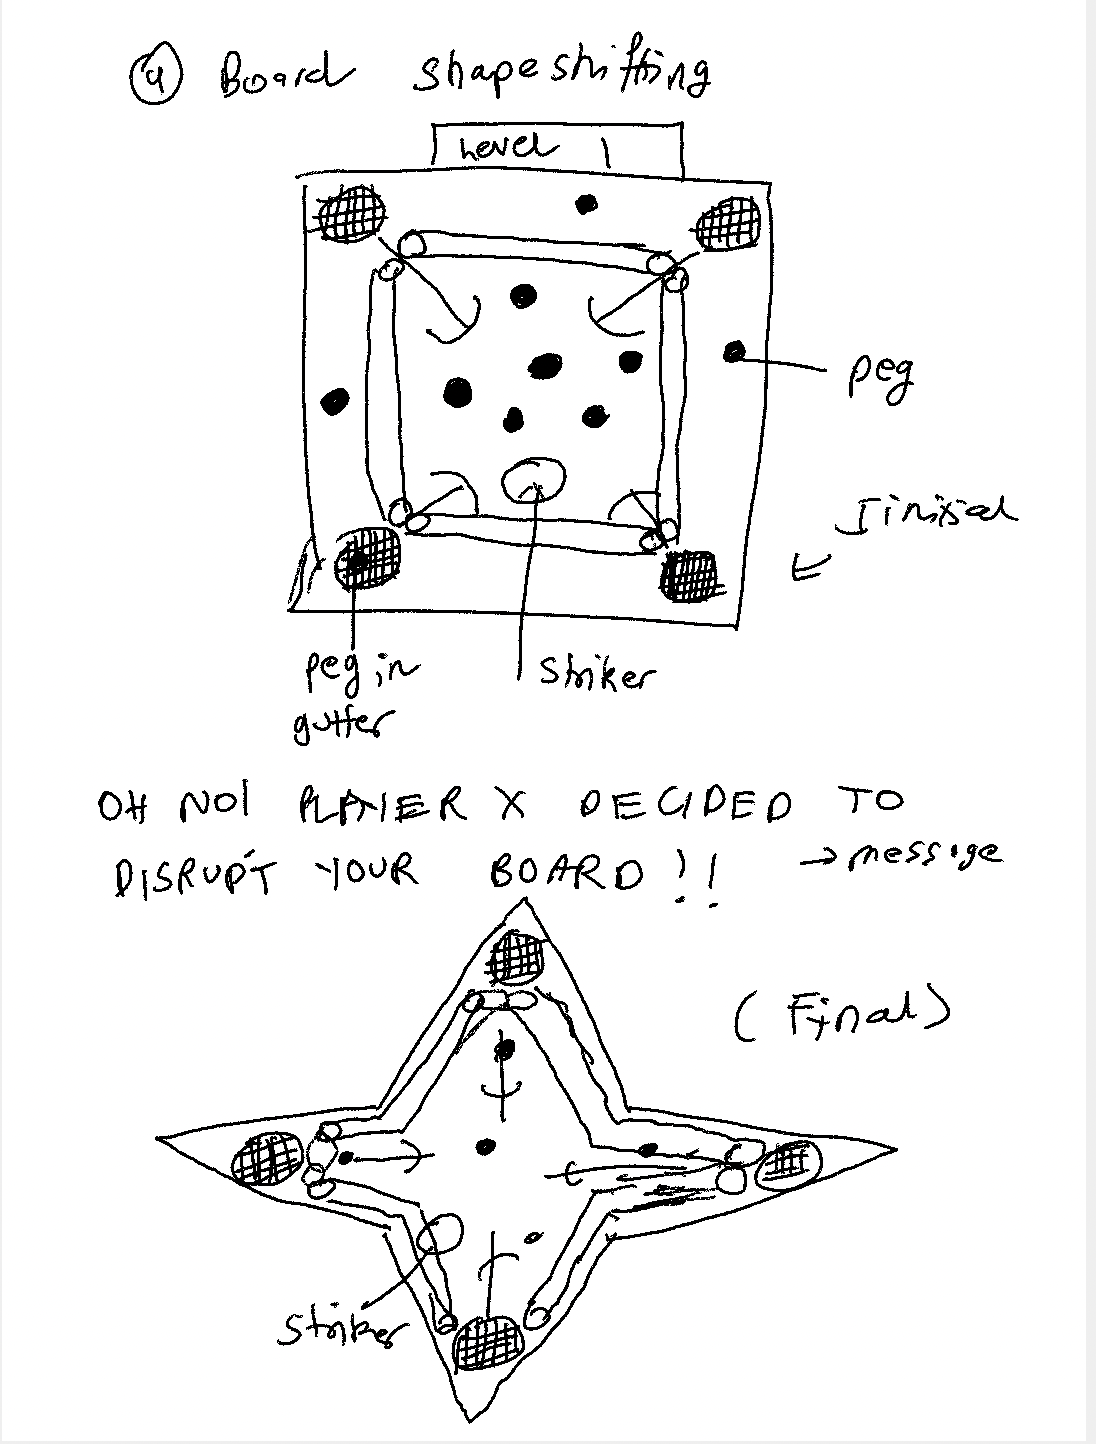 4 Board shapeshifting
Level 1
peg
Iinitial
peg in
gutter
Striker
OH NO! PLAYER X DECIDED TO
DISRUPT YOUR BOARD !! → message
(Final)
Striker